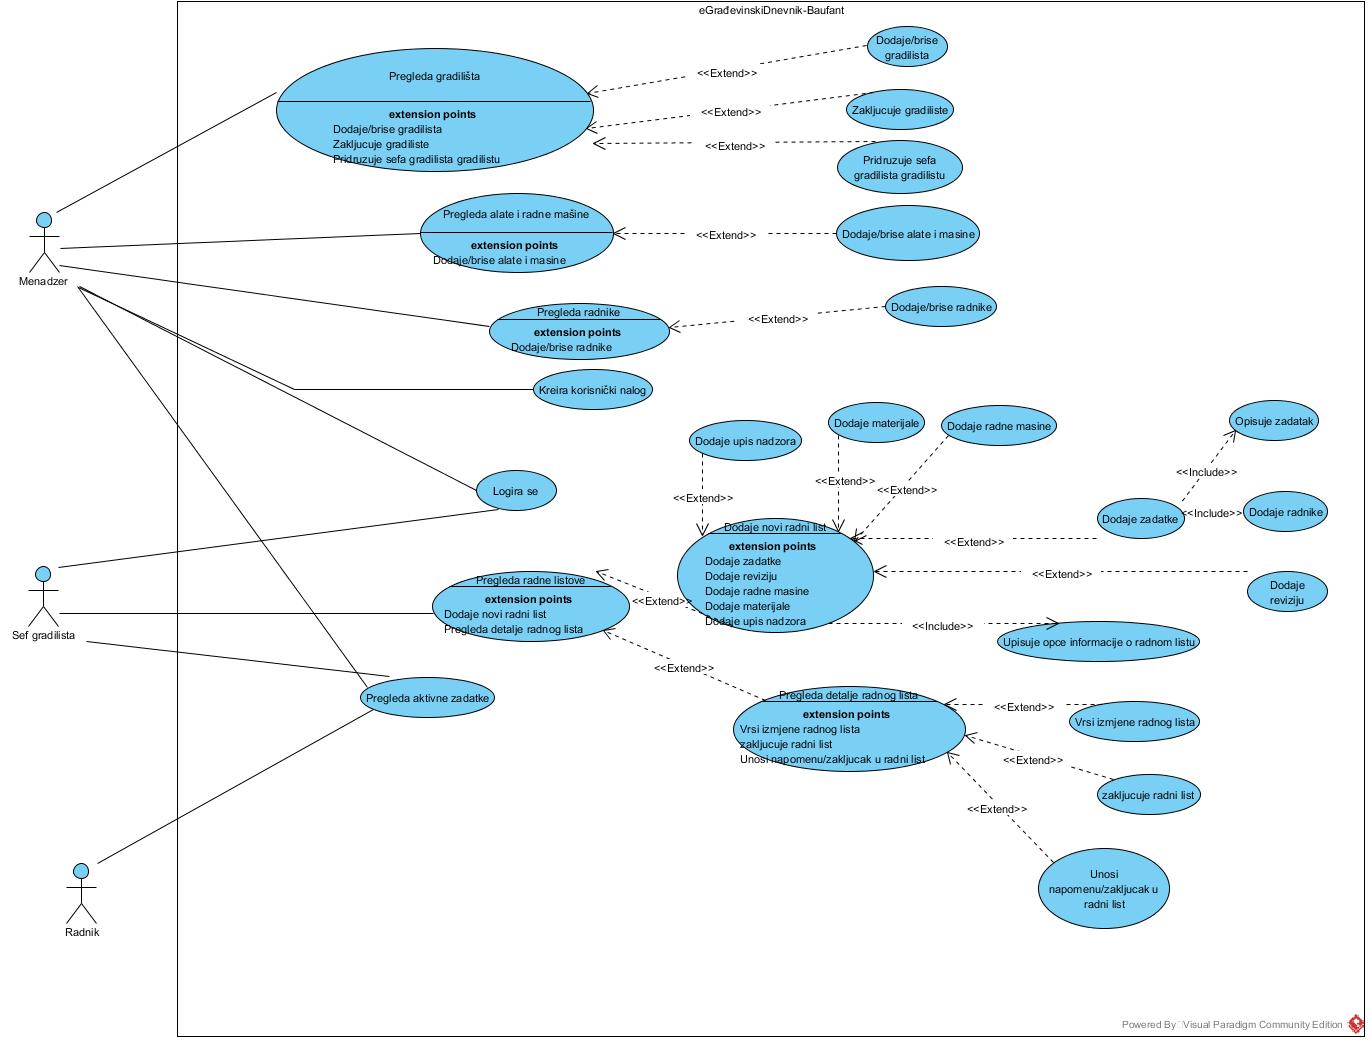 eGrađevinskiDnevnik-Baufant
Pregleda gradilišta
extension points
Dodaje/brise gradilista
Zakljucuje gradiliste
Pridruzuje sefa gradilista gradilistu
<<Extend>>
Dodaje/brise
gradilista
<<Extend>>
Zakljucuje gradiliste
<<Extend>>
Pridruzuje sefa
gradilista gradilistu
Menadzer
Pregleda alate i radne mašine
extension points
Dodaje/brise alate i masine
<<Extend>>
Dodaje/brise alate i masine
Pregleda radnike
extension points
Dodaje/brise radnike
<<Extend>>
Dodaje/brise radnike
Kreira korisnički nalog
Logira se
Dodaje upis nadzora
Dodaje materijale
Dodaje radne masine
Opisuje zadatak
<<Extend>>
<<Extend>>
<<Extend>>
<<Include>>
<<Include>>
Dodaje zadatke
Dodaje radnike
Dodaje novi radni list
extension points
Dodaje zadatke
Dodaje reviziju
Dodaje radne masine
Dodaje materijale
Dodaje upis nadzora
<<Extend>>
<<Extend>>
Dodaje
reviziju
<<Include>>
Upisuje opce informacije o radnom listu
Sef gradilista
Pregleda radne listove
extension points
Dodaje novi radni list
Pregleda detalje radnog lista
<<Extend>>
<<Extend>>
Pregleda aktivne zadatke
Pregleda detalje radnog lista
extension points
Vrsi izmjene radnog lista
zakljucuje radni list
Unosi napomenu/zakljucak u radni list
<<Extend>>
Vrsi izmjene radnog lista
<<Extend>>
zakljucuje radni list
<<Extend>>
Unosi
napomenu/zakljucak u
radni list
Radnik
Powered By Visual Paradigm Community Edition